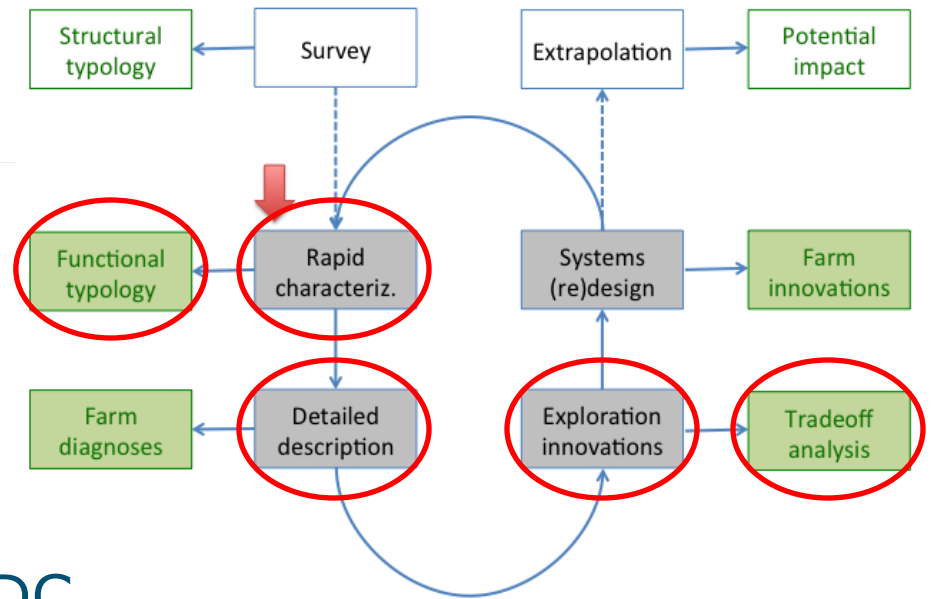 Structural
typology
Survey
Extrapolation
Potential
impact
Functional
typology
Rapid
characteriz.
Systems
(re)design
Farm
innovations
Farm
diagnoses
Detailed
description
Exploration
innovations
Tradeoff
analysis